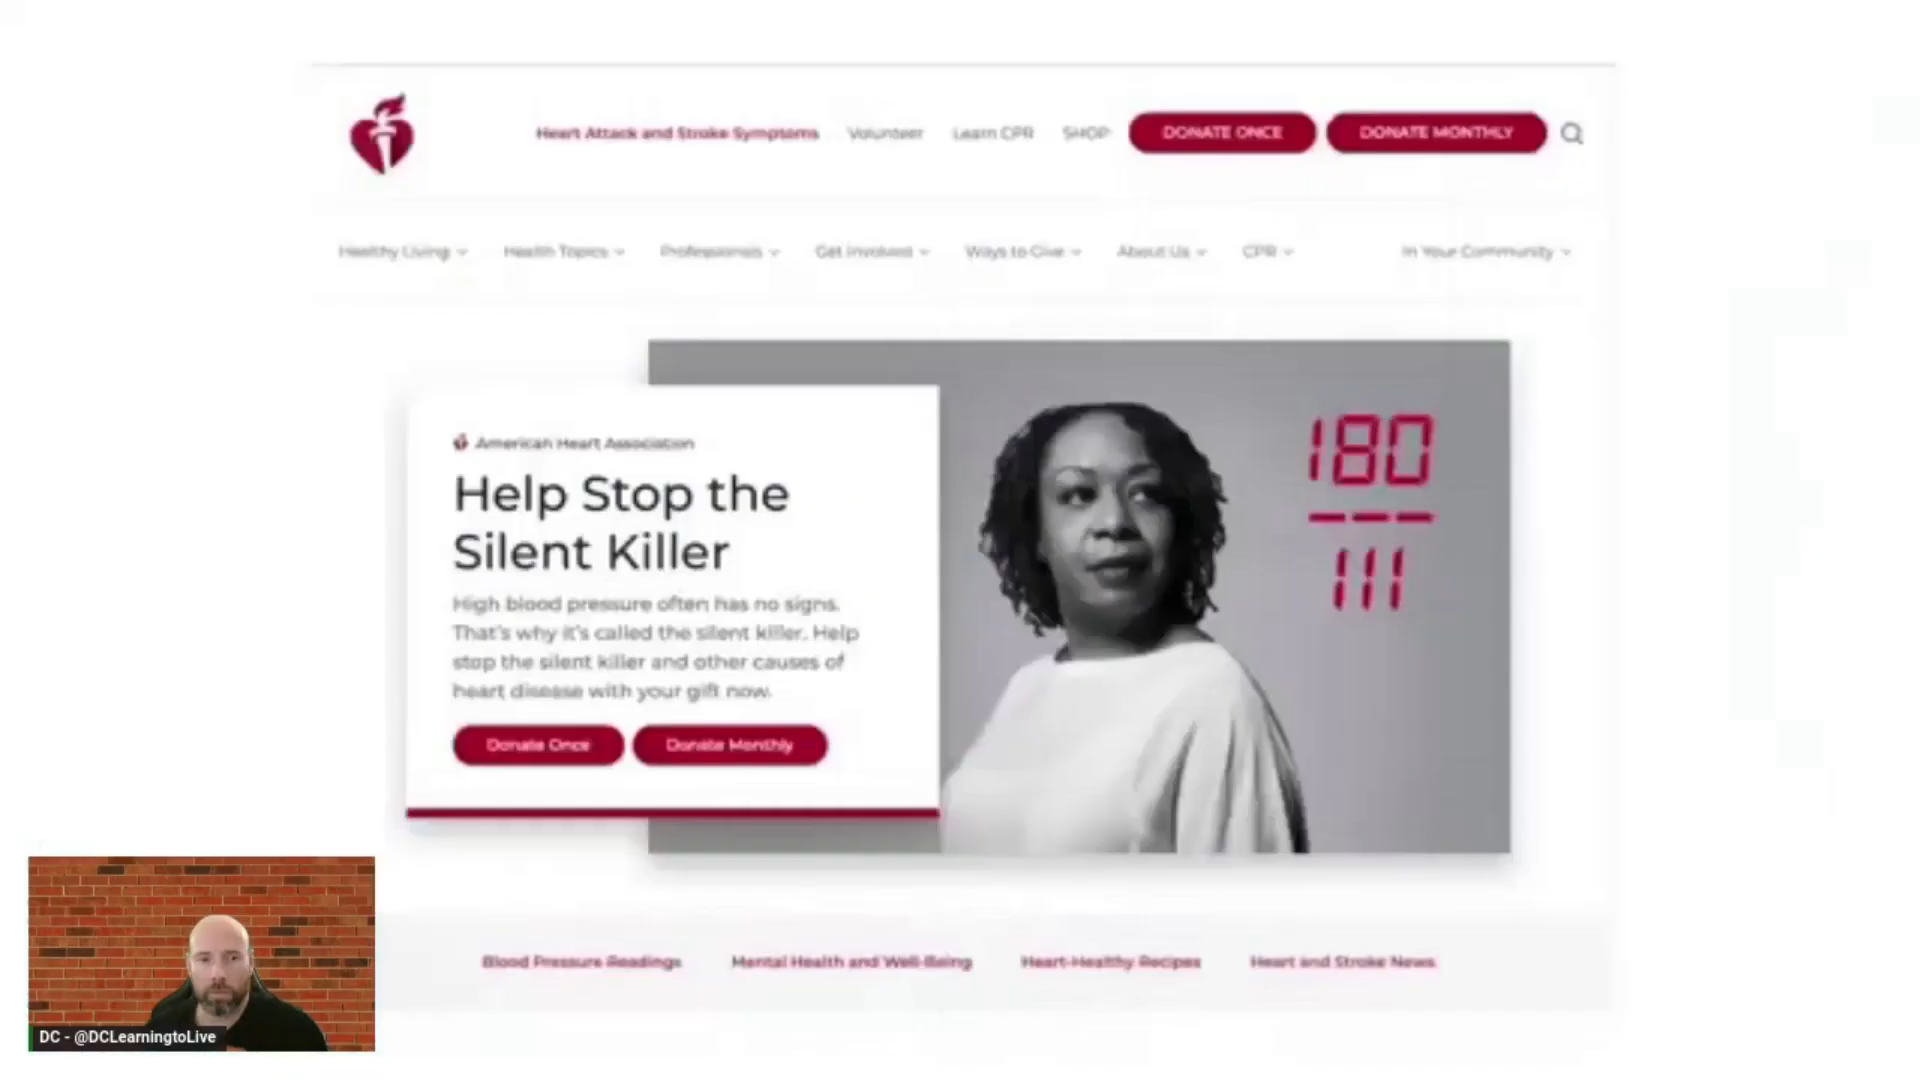 Heart Attack and Stroke Symptoms Volunteer Learn CPR SHOP DONATE ONCE DONATE MONTHLY
Healthy Living Health Topics Professionals Get Involved Ways to Give About Us CPR In Your Community
American Heart Association
Help Stop the
Silent Killer
High blood pressure often has no signs.
That's why it's called the silent killer. Help
stop the silent killer and other causes of
heart disease with your gift now.
Donate Once Donate Monthly
180
111
Blood Pressure Readings Mental Health and Well-Being Heart-Healthy Recipes Heart and Stroke News
DC - @DCLearningtoLive